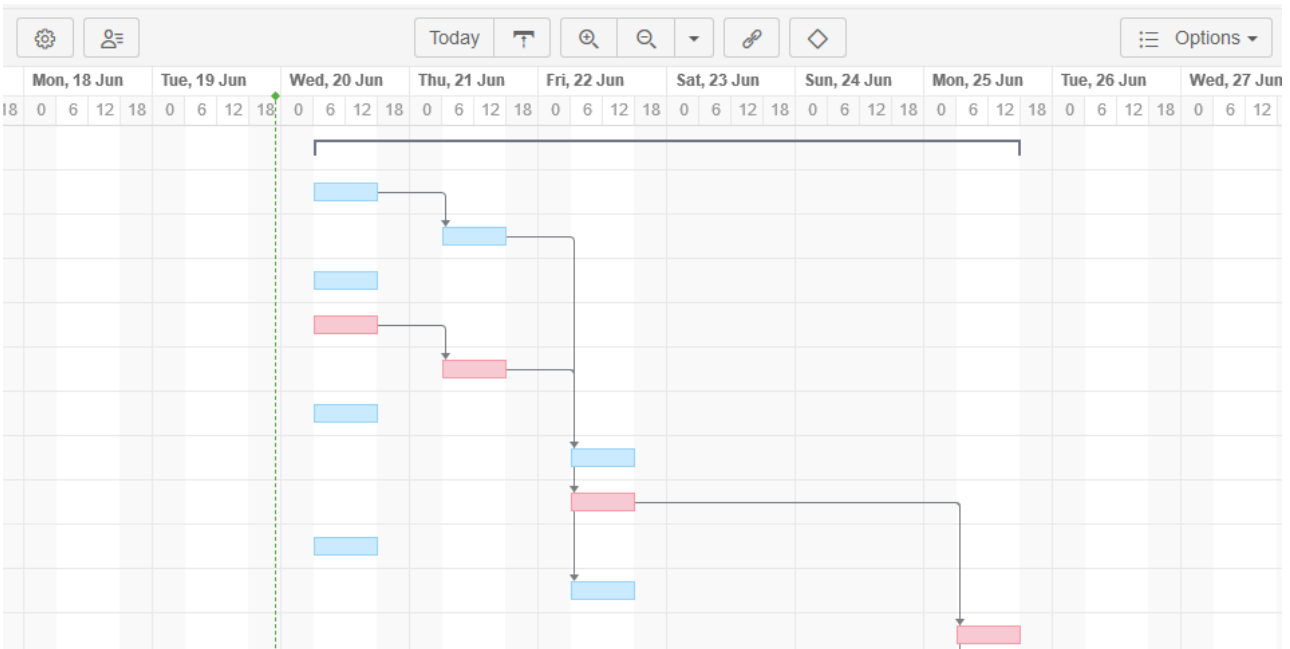 Today Options
Mon, 18 Jun Tue, 19 Jun Wed, 20 Jun Thu, 21 Jun Fri, 22 Jun Sat, 23 Jun Sun, 24 Jun Mon, 25 Jun Tue, 26 Jun Wed, 27 Jun
18 0 6 12 18 0 6 12 18 0 6 12 18 0 6 12 18 0 6 12 18 0 6 12 18 0 6 12 18 0 6 12 18 0 6 12 18 0 6 12